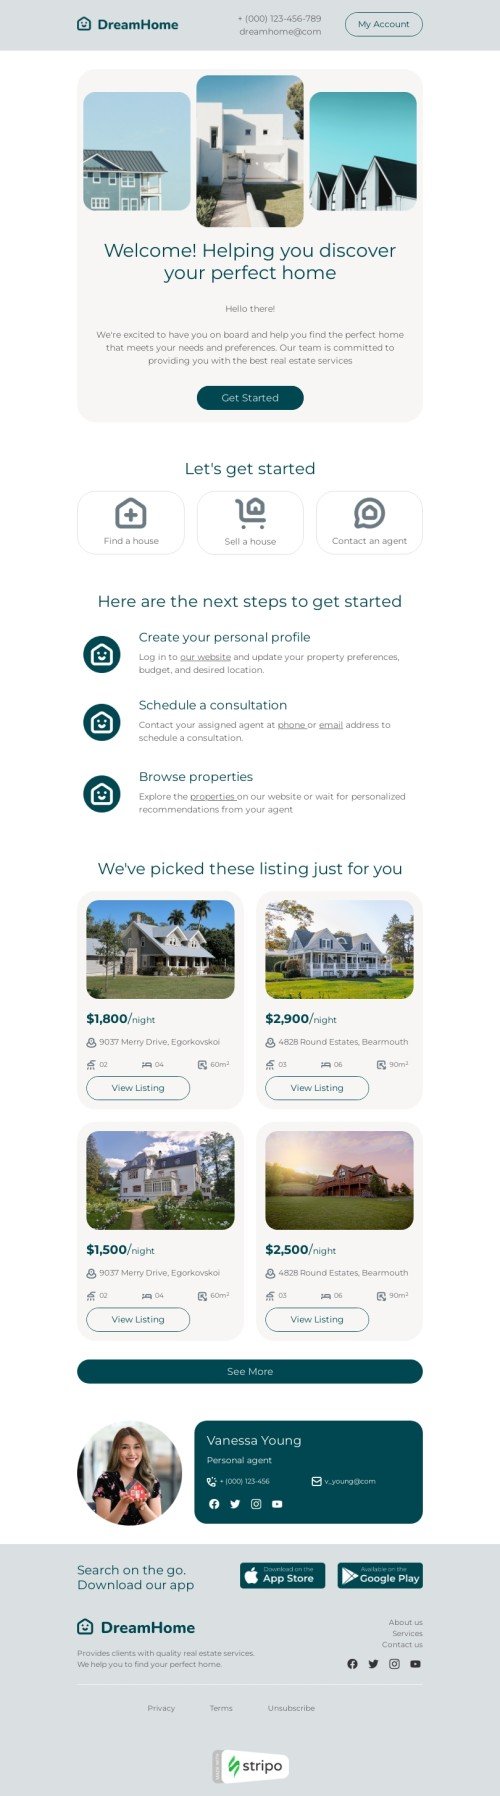 DreamHome
+ (000) 123-456-789
dreamhome@com
My Account
Welcome! Helping you discover
your perfect home
Hello there!
We're excited to have you on board and help you find the perfect home
that meets your needs and preferences. Our team is committed to
providing you with the best real estate services
Get Started
Let's get started
Find a house
Sell a house
Contact an agent
Here are the next steps to get started
Create your personal profile
Log in to our website and update your property preferences,
budget, and desired location.
Schedule a consultation
Contact your assigned agent at phone or email address to
schedule a consultation.
Browse properties
Explore the properties on our website or wait for personalized
recommendations from your agent
We've picked these listing just for you
$1,800/night
9037 Merry Drive, Egorkovskoi
02 04 60m²
View Listing
$2,900/night
4828 Round Estates, Bearmouth
03 06 90m²
View Listing
$1,500/night
9037 Merry Drive, Egorkovskoi
02 04 60m²
View Listing
$2,500/night
4828 Round Estates, Bearmouth
03 06 90m²
View Listing
See More
Vanessa Young
Personal agent
+ (000) 123-456
v_young@com
Search on the go.
Download our app
Download on the
App Store
Available on the
Google Play
DreamHome
Provides clients with quality real estate services.
We help you to find your perfect home.
About us
Services
Contact us
Privacy
Terms
Unsubscribe
MADE WITH
stripo